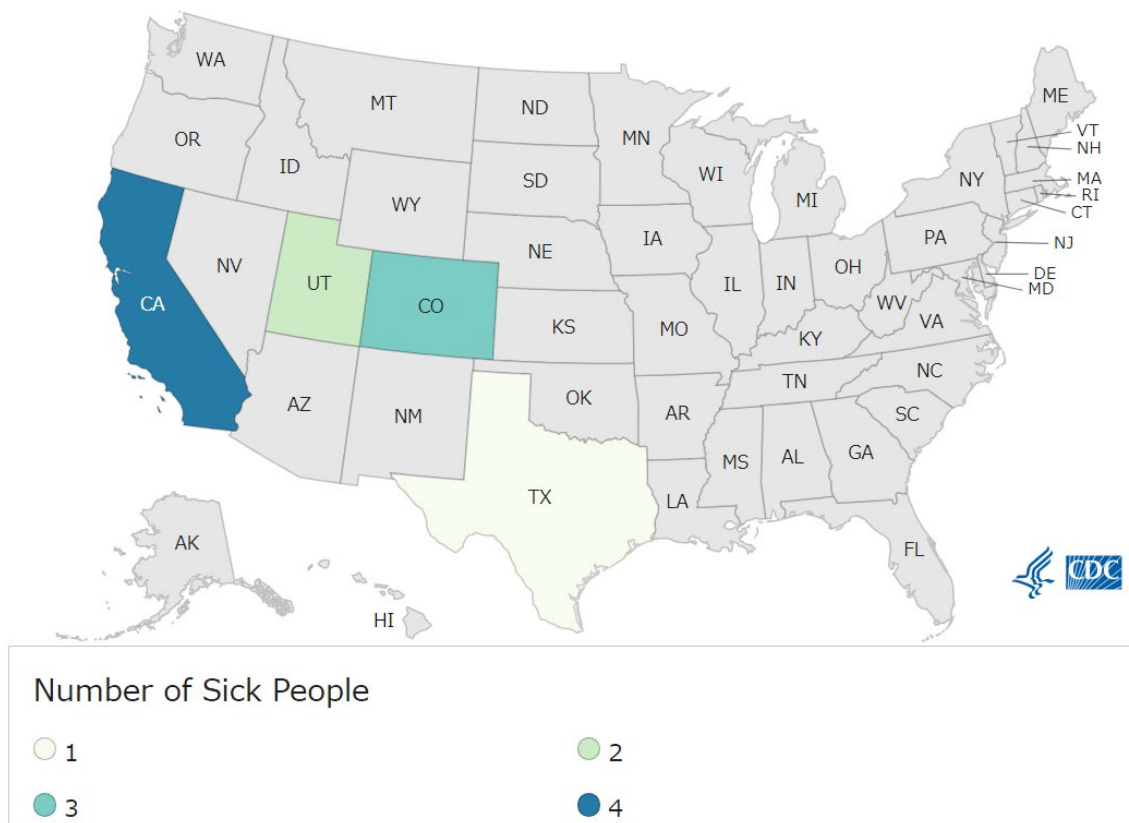 WA
MT
ND
MN
ME
VT
NH
OR
ID
SD
WI
NY
MA
RI
CT
WY
MI
IA
PA
NJ
NE
OH
DE
MD
NV
UT
CO
IL
IN
WV
VA
CA
KS
MO
KY
NC
TN
AZ
NM
OK
AR
SC
MS
AL
GA
TX
LA
AK
FL
CDC
HI
Number of Sick People
1
2
3
4